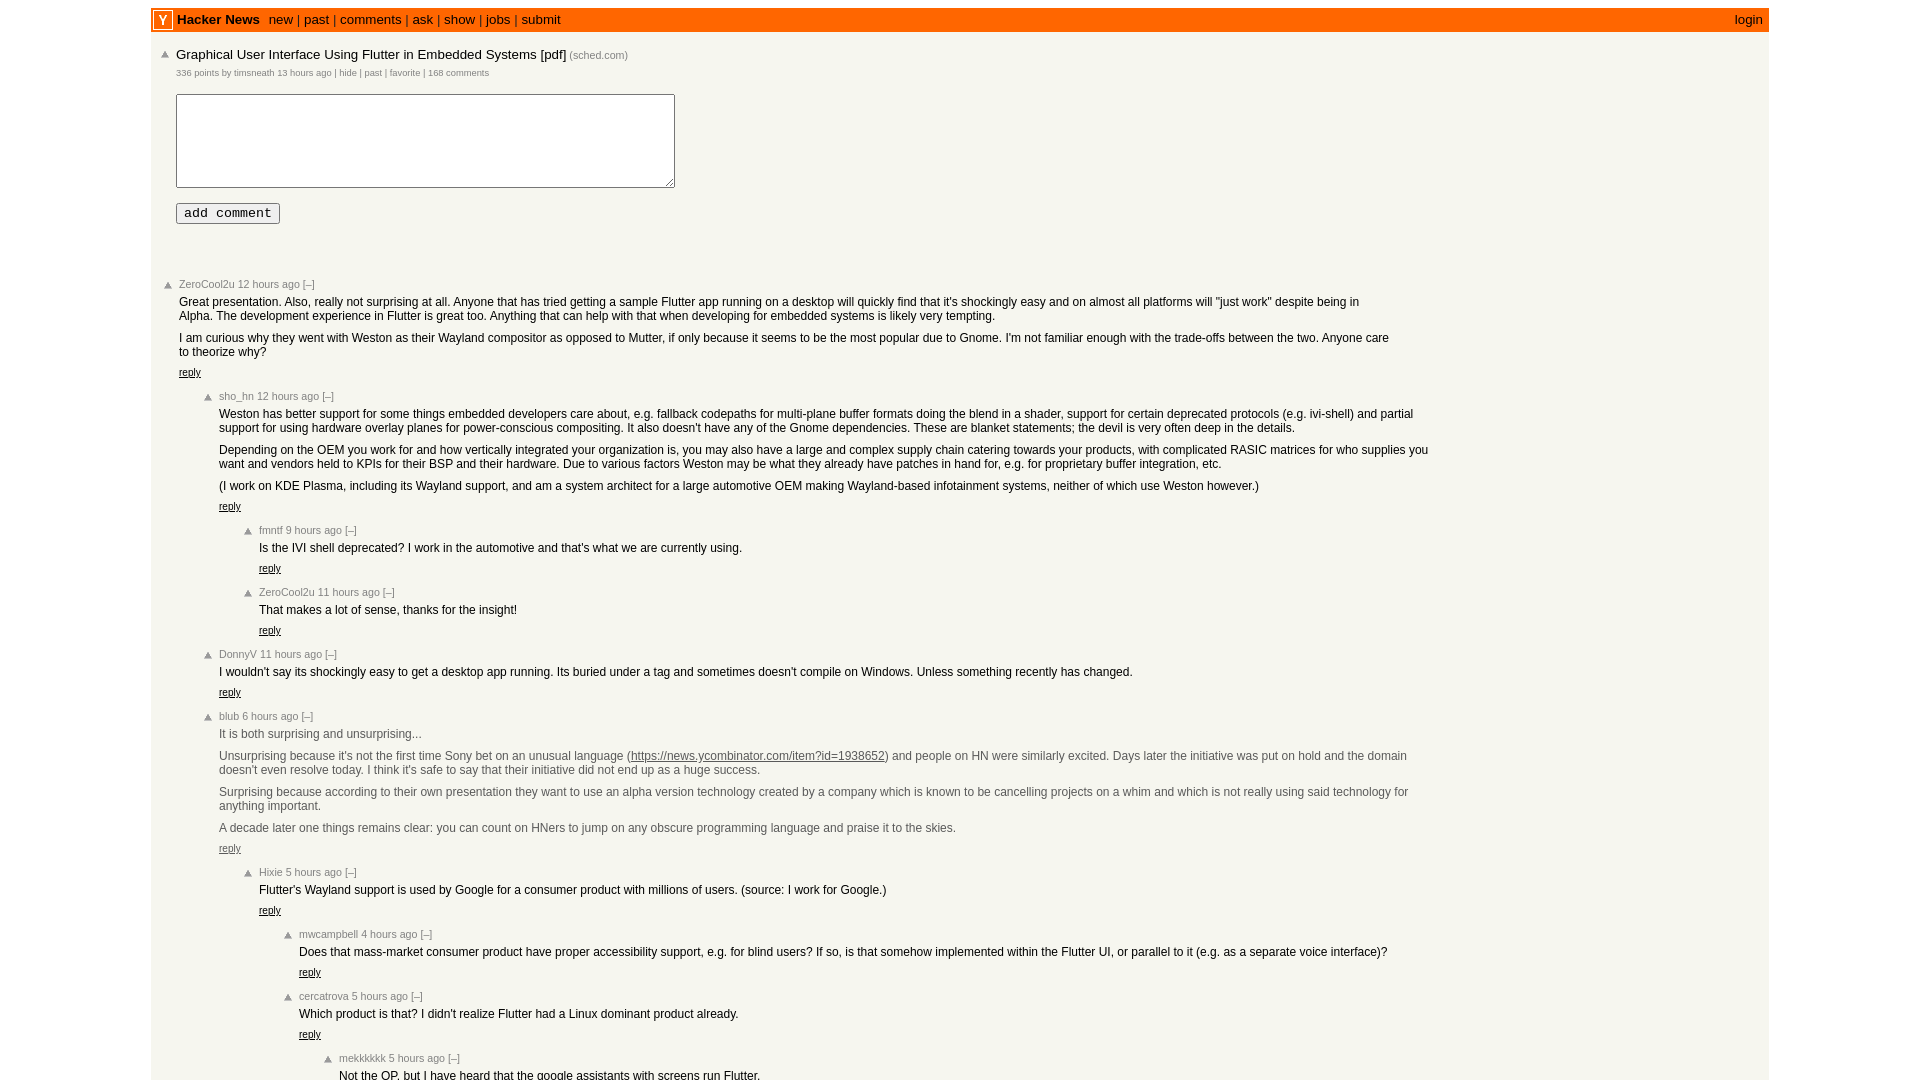 Y Hacker News new | past | comments | ask | show | jobs | submit login
Graphical User Interface Using Flutter in Embedded Systems [pdf] (sched.com)
336 points by timsneath 13 hours ago | hide | past | favorite | 168 comments
add comment
ZeroCool2u 12 hours ago [–]
Great presentation. Also, really not surprising at all. Anyone that has tried getting a sample Flutter app running on a desktop will quickly find that it's shockingly easy and on almost all platforms will "just work" despite being in
Alpha. The development experience in Flutter is great too. Anything that can help with that when developing for embedded systems is likely very tempting.
I am curious why they went with Weston as their Wayland compositor as opposed to Mutter, if only because it seems to be the most popular due to Gnome. I'm not familiar enough with the trade-offs between the two. Anyone care
to theorize why?
reply
sho_hn 12 hours ago [–]
Weston has better support for some things embedded developers care about, e.g. fallback codepaths for multi-plane buffer formats doing the blend in a shader, support for certain deprecated protocols (e.g. ivi-shell) and partial
support for using hardware overlay planes for power-conscious compositing. It also doesn't have any of the Gnome dependencies. These are blanket statements; the devil is very often deep in the details.
Depending on the OEM you work for and how vertically integrated your organization is, you may also have a large and complex supply chain catering towards your products, with complicated RASIC matrices for who supplies you
want and vendors held to KPIs for their BSP and their hardware. Due to various factors Weston may be what they already have patches in hand for, e.g. for proprietary buffer integration, etc.
(I work on KDE Plasma, including its Wayland support, and am a system architect for a large automotive OEM making Wayland-based infotainment systems, neither of which use Weston however.)
reply
fmntf 9 hours ago [–]
Is the IVI shell deprecated? I work in the automotive and that's what we are currently using.
reply
ZeroCool2u 11 hours ago [–]
That makes a lot of sense, thanks for the insight!
reply
DonnyV 11 hours ago [–]
I wouldn't say its shockingly easy to get a desktop app running. Its buried under a tag and sometimes doesn't compile on Windows. Unless something recently has changed.
reply
blub 6 hours ago [–]
It is both surprising and unsurprising...
Unsurprising because it's not the first time Sony bet on an unusual language (https://news.ycombinator.com/item?id=1938652) and people on HN were similarly excited. Days later the initiative was put on hold and the domain
doesn't even resolve today. I think it's safe to say that their initiative did not end up as a huge success.
Surprising because according to their own presentation they want to use an alpha version technology created by a company which is known to be cancelling projects on a whim and which is not really using said technology for
anything important.
A decade later one things remains clear: you can count on HNers to jump on any obscure programming language and praise it to the skies.
reply
Hixie 5 hours ago [–]
Flutter's Wayland support is used by Google for a consumer product with millions of users. (source: I work for Google.)
reply
mwcampbell 4 hours ago [–]
Does that mass-market consumer product have proper accessibility support, e.g. for blind users? If so, is that somehow implemented within the Flutter UI, or parallel to it (e.g. as a separate voice interface)?
reply
cercatrova 5 hours ago [–]
Which product is that? I didn't realize Flutter had a Linux dominant product already.
reply
mekkkkkk 5 hours ago [–]
Not the OP, but I have heard that the google assistants with screens run Flutter.